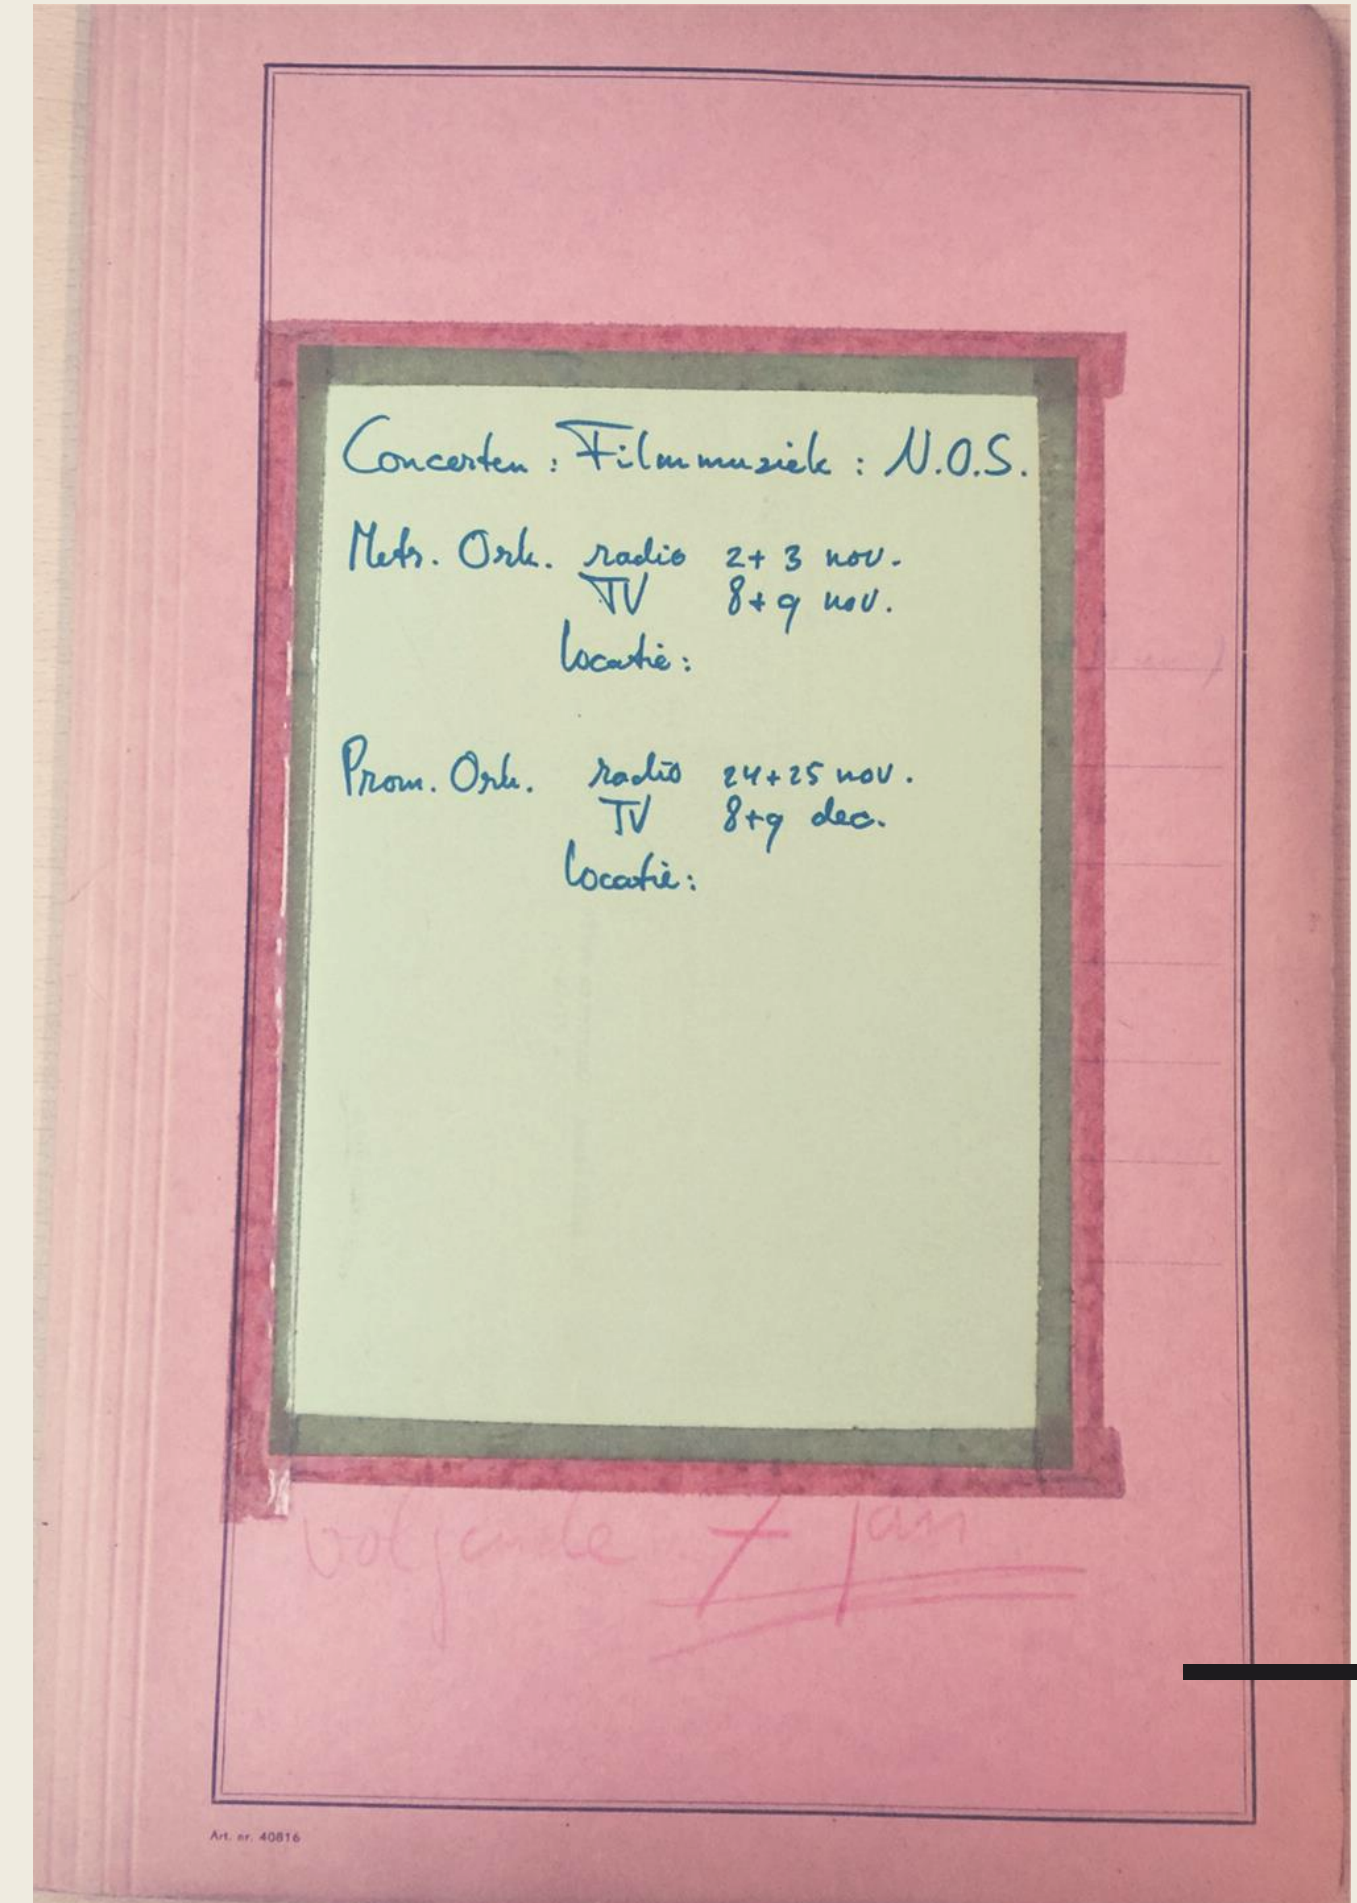 Concerten : Filmmuziek : N.O.S.
Metr. Ork. radio 2+3 nov.
TV 8+9 nov.
locatie:
Prom. Ork. radio 24+25 nov.
TV 8+9 dec.
locatie:
volgende 7 jan
Art. nr. 40816